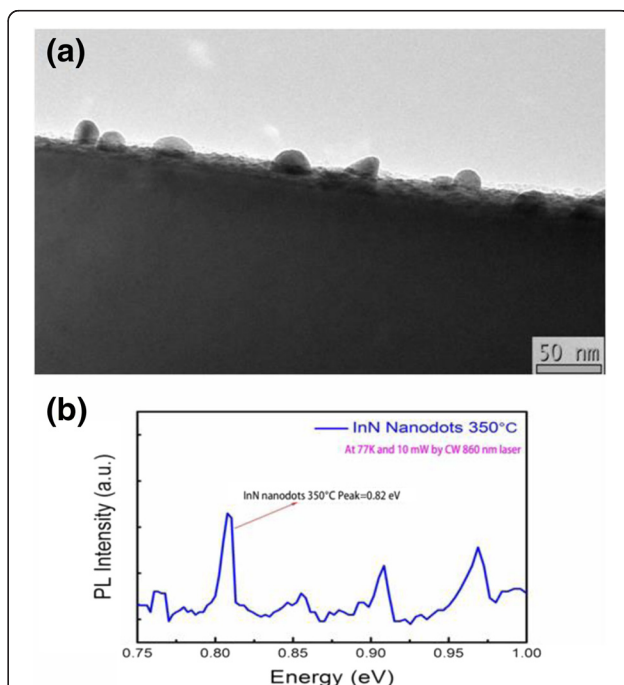 (a)
50 nm
(b)
InN Nanodots 350°C
At 77K and 10 mW by CW 860 nm laser
InN nanodots 350°C Peak=0.82 eV
PL Intensity (a.u.)
0.75 0.80 0.85 0.90 0.95 1.00
Energy (eV)